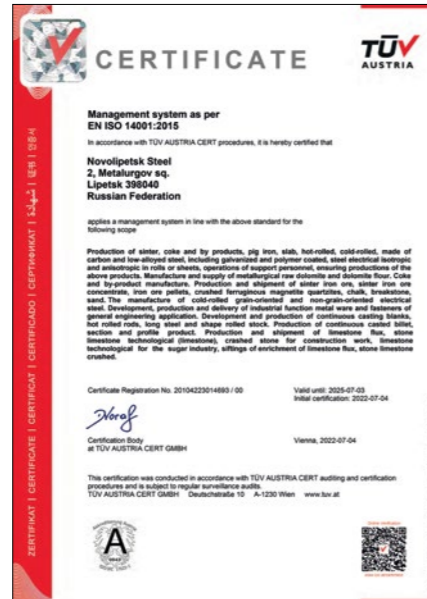 CERTIFICATE
TÜV
AUSTRIA
Management system as per
EN ISO 14001:2015
In accordance with TÜV AUSTRIA CERT procedures, it is hereby certified that
Novolipetsk Steel
2, Metalurgov sq.
Lipetsk 398040
Russian Federation
applies a management system in line with the above standard for the
following scope
Production of sinter, coke and by products, pig iron, slab, hot-rolled, cold-rolled, made of
carbon and low-alloyed steel, including galvanized and polymer coated, steel electrical isotropic
and anisotropic in rolls or sheets, operations of support personnel, ensuring productions of the
above products. Manufacture and supply of metallurgical raw dolomite and dolomite flour. Coke
and by-product manufacture. Production and shipment of sinter iron ore, sinter iron ore
concentrate, iron ore pellets, crushed ferruginous magnetite quartzites, chalk, breakstone,
sand. The manufacture of cold-rolled grain-oriented and non-grain-oriented electrical
steel. Development, production and delivery of industrial function metal ware and fasteners of
general engineering application. Development and production of continuous casting blanks,
hot rolled rods, long steel and shape rolled stock. Production of continuous casted billet,
section and profile product. Production and shipment of limestone flux, stone
limestone technological (limestone), crashed stone for construction work, limestone
technological for the sugar industry, siftings of enrichment of limestone flux, stone limestone
crushed.
Certificate Registration No. 20104223014693 / 00
Valid until: 2025-07-03
Initial certification: 2022-07-04
Certification Body
at TÜV AUSTRIA CERT GMBH
Vienna, 2022-07-04
This certification was conducted in accordance with TÜV AUSTRIA CERT auditing and certification
procedures and is subject to regular surveillance audits.
TÜV AUSTRIA CERT GMBH Deutschstraße 10 A-1230 Wien www.tuv.at
ZERTIFIKAT | CERTIFICATE | CERTIFICAT | CERTIFICADO | СЕРТИФИКАТ | شهادة | 证书 | 인증서
A